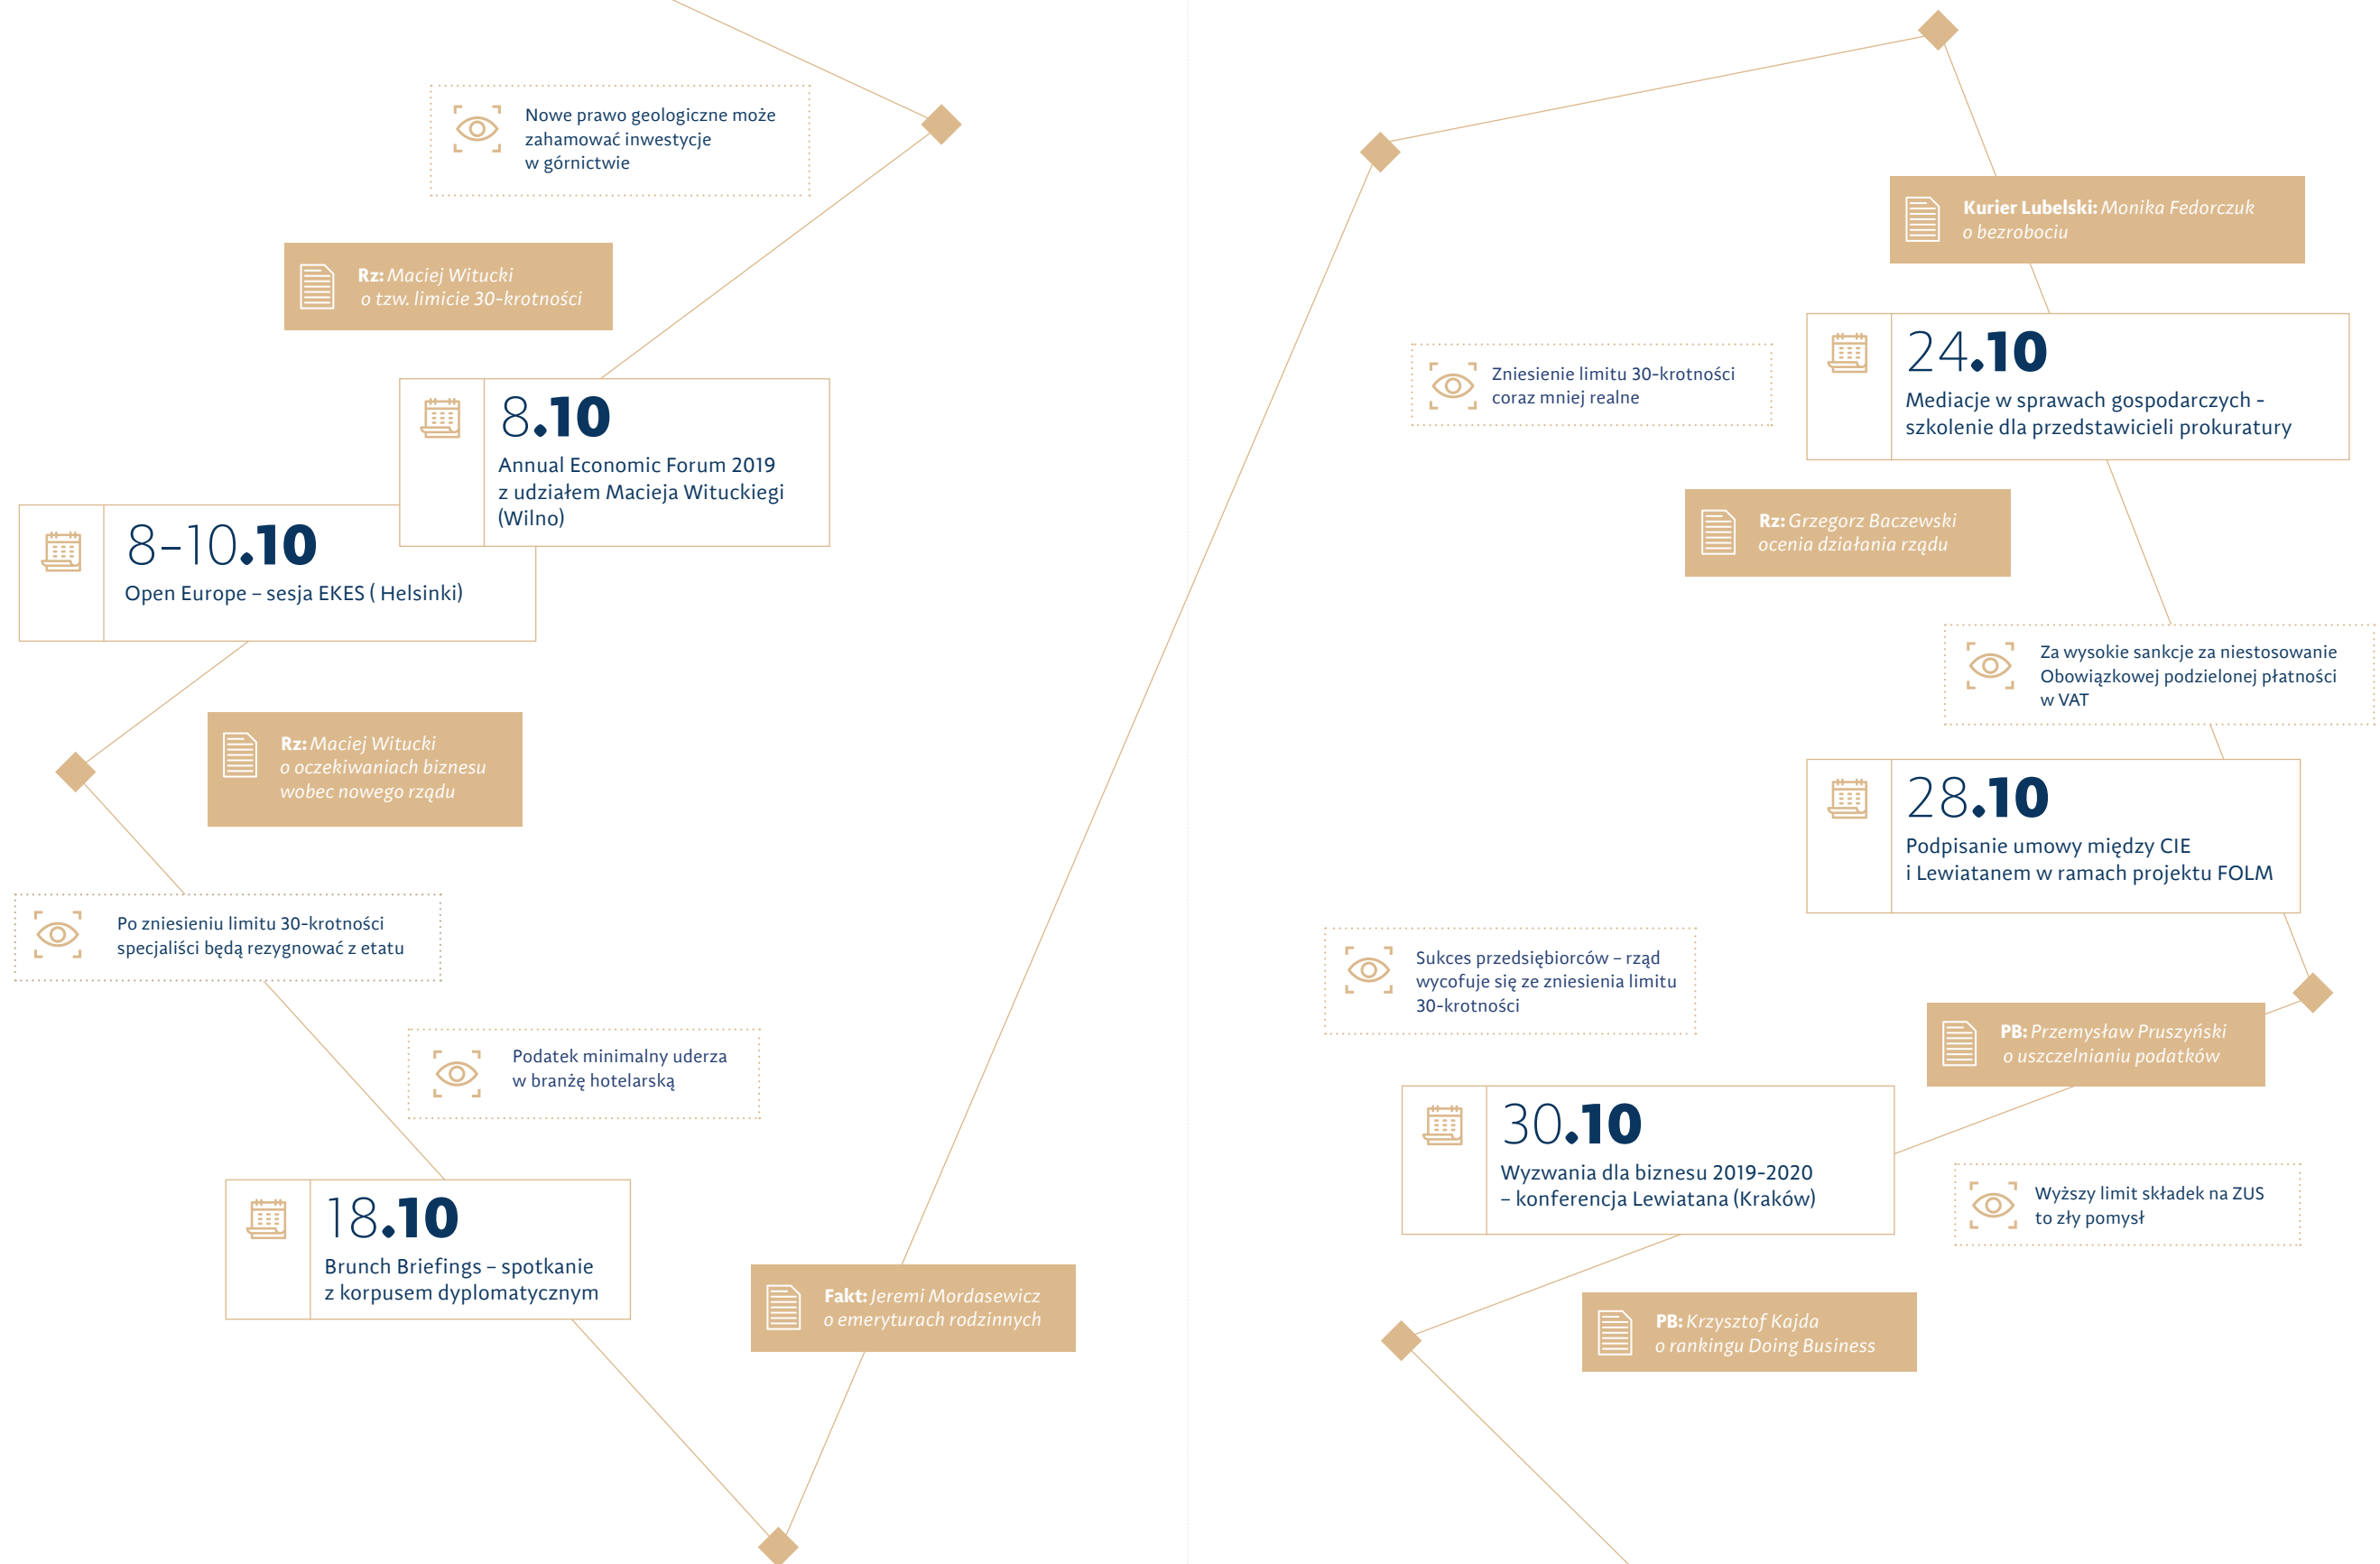 Nowe prawo geologiczne może
zahamować inwestycje
w górnictwie
Rz: Maciej Witucki
o tzw. limicie 30-krotności
8.10
Annual Economic Forum 2019
z udziałem Macieja Wituckiegi
(Wilno)
8–10.10
Open Europe – sesja EKES ( Helsinki)
Rz: Maciej Witucki
o oczekiwaniach biznesu
wobec nowego rządu
Po zniesieniu limitu 30-krotności
specjaliści będą rezygnować z etatu
Podatek minimalny uderza
w branżę hotelarską
18.10
Brunch Briefings – spotkanie
z korpusem dyplomatycznym
Fakt: Jeremi Mordasewicz
o emeryturach rodzinnych
Kurier Lubelski: Monika Fedorczuk
o bezrobociu
24.10
Mediacje w sprawach gospodarczych -
szkolenie dla przedstawicieli prokuratury
Zniesienie limitu 30-krotności
coraz mniej realne
Rz: Grzegorz Baczewski
ocenia działania rządu
Za wysokie sankcje za niestosowanie
Obowiązkowej podzielonej płatności
w VAT
28.10
Podpisanie umowy między CIE
i Lewiatanem w ramach projektu FOLM
Sukces przedsiębiorców – rząd
wycofuje się ze zniesienia limitu
30-krotności
PB: Przemysław Pruszyński
o uszczelnianiu podatków
30.10
Wyzwania dla biznesu 2019-2020
– konferencja Lewiatana (Kraków)
Wyższy limit składek na ZUS
to zły pomysł
PB: Krzysztof Kajda
o rankingu Doing Business